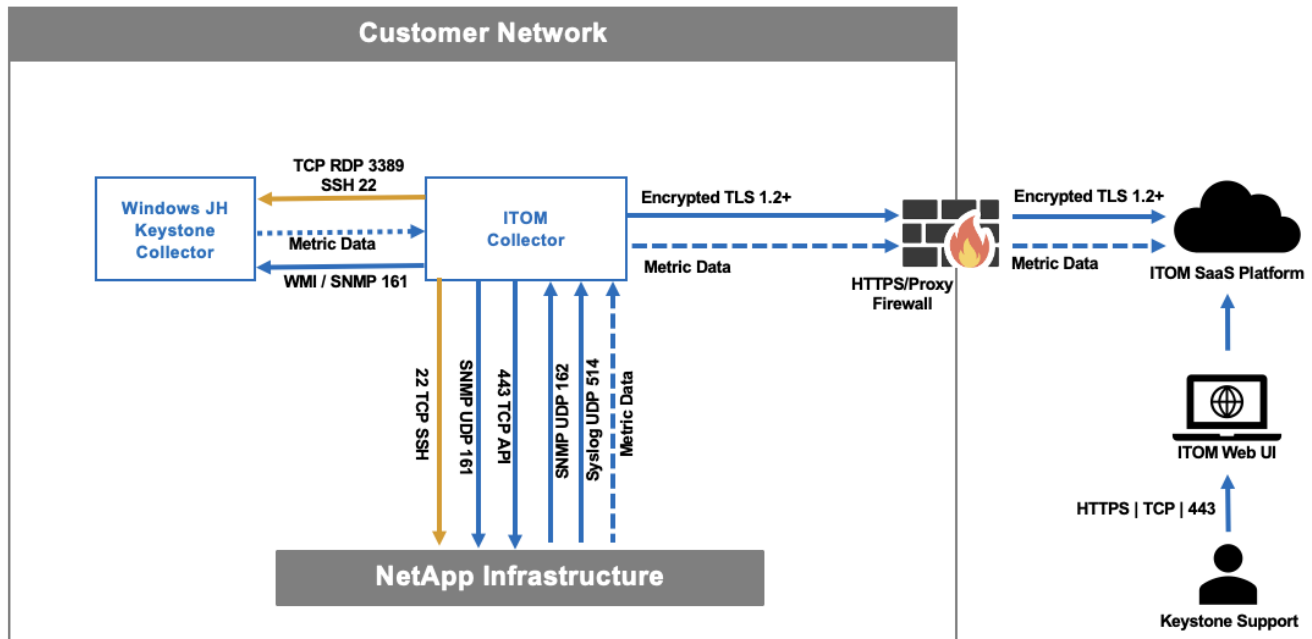 Customer Network
TCP RDP 3389
SSH 22
Windows JH
Keystone
Collector
Metric Data
WMI / SNMP 161
ITOM
Collector
Encrypted TLS 1.2+
Metric Data
HTTPS/Proxy
Firewall
Encrypted TLS 1.2+
Metric Data
ITOM SaaS Platform
22 TCP SSH
SNMP UDP 161
443 TCP API
SNMP UDP 162
Syslog UDP 514
Metric Data
NetApp Infrastructure
ITOM Web UI
HTTPS | TCP | 443
Keystone Support